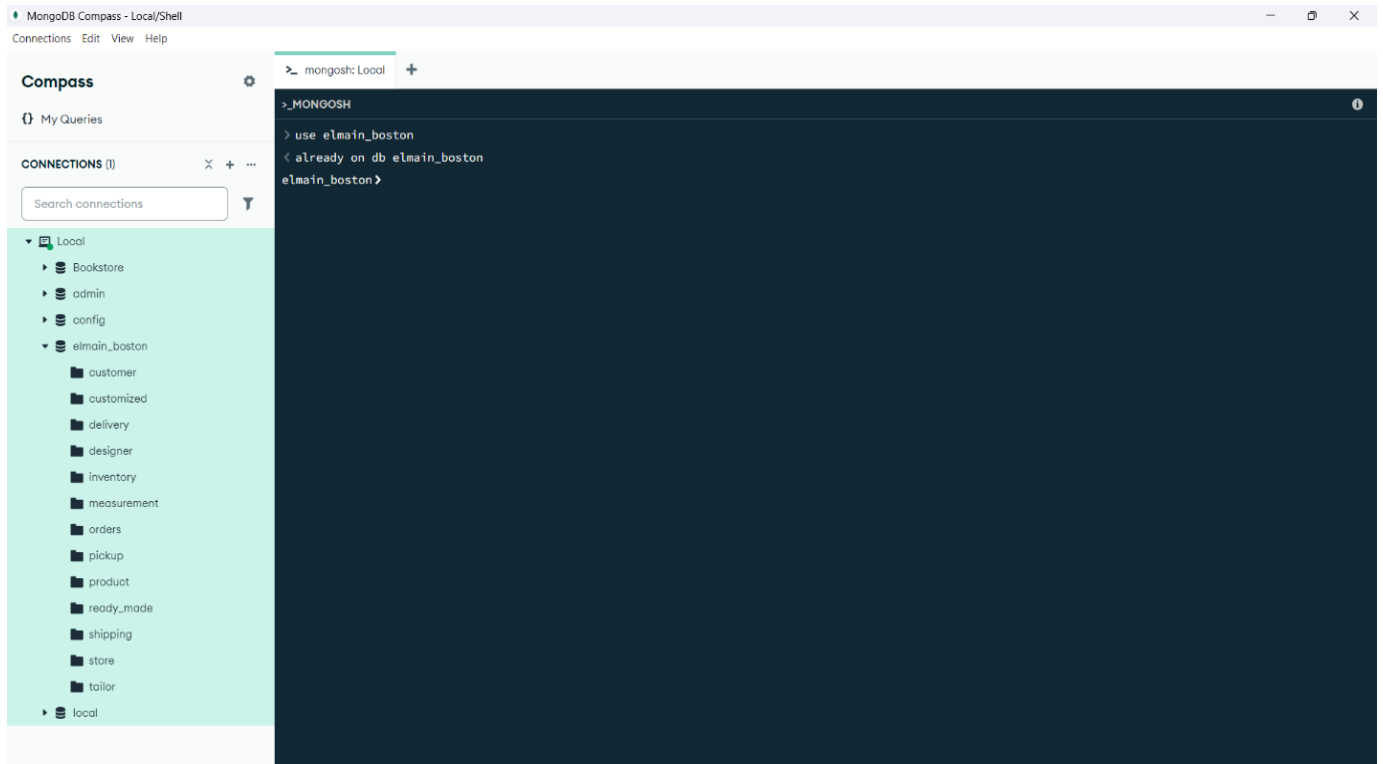 MongoDB Compass - Local/Shell
Connections Edit View Help
Compass
{} My Queries
CONNECTIONS (1)
Search connections
Local
Bookstore
admin
config
elmain_boston
customer
customized
delivery
designer
inventory
measurement
orders
pickup
product
ready_made
shipping
store
tailor
local
>_ mongosh: Local +
>_MONGOSH
> use elmain_boston
< already on db elmain_boston
elmain_boston>